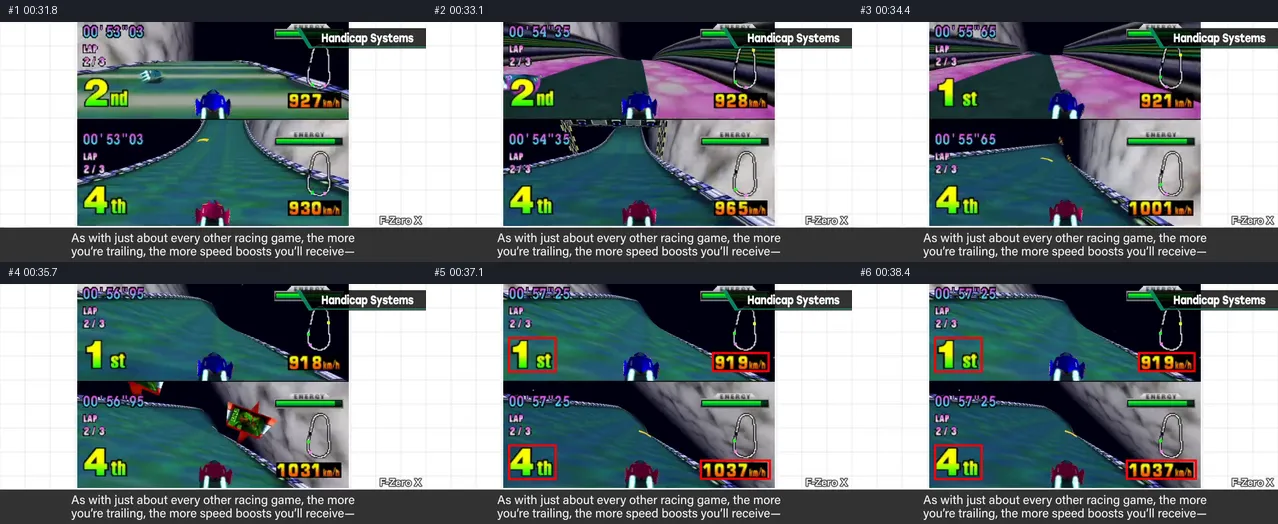 #1 00:31.8
00'53"03
Handicap Systems
LAP
2/3
2nd
927km/h
00'53"03
ENERGY
LAP
2/3
4th
930km/h
F-Zero X
As with just about every other racing game, the more
you're trailing, the more speed boosts you'll receive—
#2 00:33.1
00'54"35
Handicap Systems
LAP
2/3
2nd
928km/h
00'54"35
ENERGY
LAP
2/3
4th
965km/h
F-Zero X
As with just about every other racing game, the more
you're trailing, the more speed boosts you'll receive—
#3 00:34.4
00'55"65
Handicap Systems
LAP
2/3
1st
921km/h
00'55"65
ENERGY
LAP
2/3
4th
1001km/h
F-Zero X
As with just about every other racing game, the more
you're trailing, the more speed boosts you'll receive—
#4 00:35.7
00'56"95
Handicap Systems
LAP
2/3
1st
918km/h
00'56"95
ENERGY
LAP
2/3
4th
1031km/h
F-Zero X
As with just about every other racing game, the more
you're trailing, the more speed boosts you'll receive—
#5 00:37.1
00'57"25
Handicap Systems
LAP
2/3
1st
919km/h
00'57"25
ENERGY
LAP
2/3
4th
1037km/h
F-Zero X
As with just about every other racing game, the more
you're trailing, the more speed boosts you'll receive—
#6 00:38.4
00'57"25
Handicap Systems
LAP
2/3
1st
919km/h
00'57"25
ENERGY
LAP
2/3
4th
1037km/h
F-Zero X
As with just about every other racing game, the more
you're trailing, the more speed boosts you'll receive—